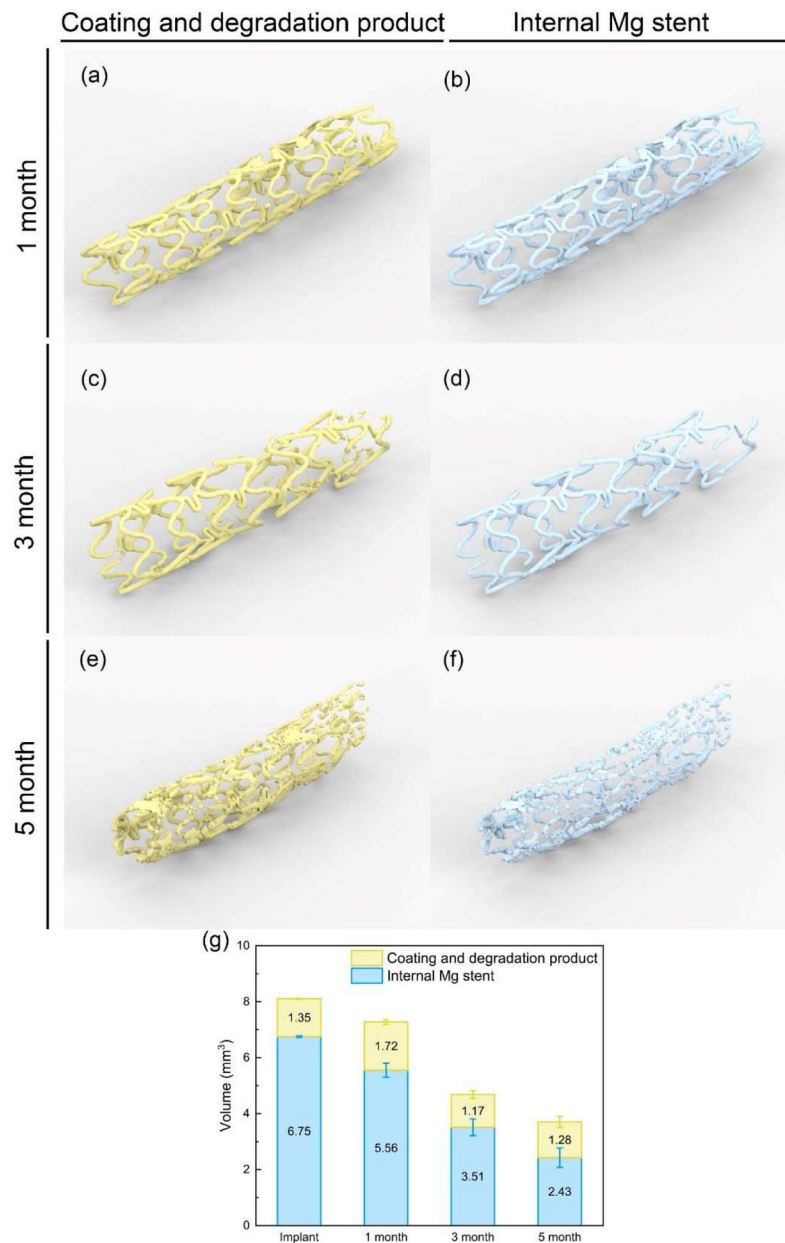 Coating and degradation product Internal Mg stent
(a) (b)
1 month
(c) (d)
3 month
(e) (f)
5 month
(g)
10
8
6
4
2
0
Volume (mm³)
Coating and degradation product
Internal Mg stent
1.35
6.75
1.72
5.56
1.17
3.51
1.28
2.43
Implant 1 month 3 month 5 month